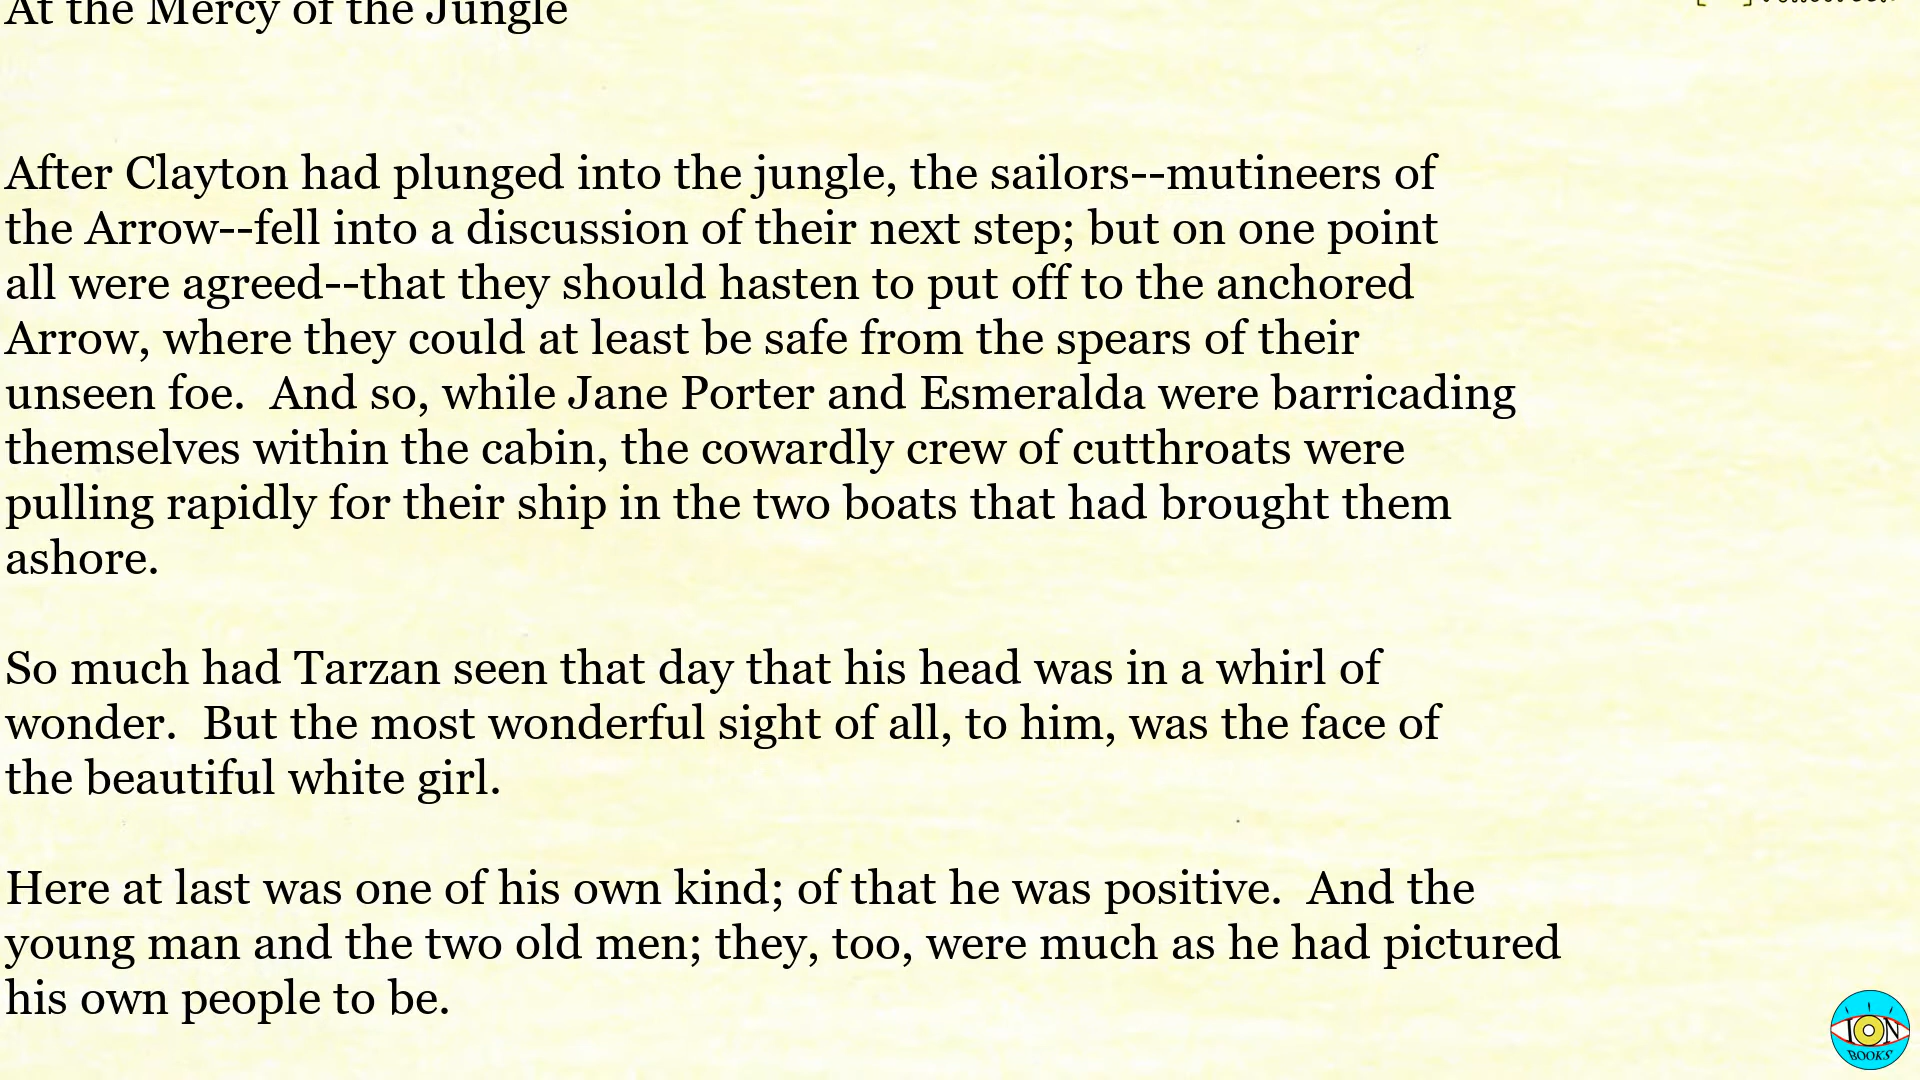 At the Mercy of the Jungle
After Clayton had plunged into the jungle, the sailors--mutineers of
the Arrow--fell into a discussion of their next step; but on one point
all were agreed--that they should hasten to put off to the anchored
Arrow, where they could at least be safe from the spears of their
unseen foe.  And so, while Jane Porter and Esmeralda were barricading
themselves within the cabin, the cowardly crew of cutthroats were
pulling rapidly for their ship in the two boats that had brought them
ashore.
So much had Tarzan seen that day that his head was in a whirl of
wonder.  But the most wonderful sight of all, to him, was the face of
the beautiful white girl.
Here at last was one of his own kind; of that he was positive.  And the
young man and the two old men; they, too, were much as he had pictured
his own people to be.
ION
BOOKS